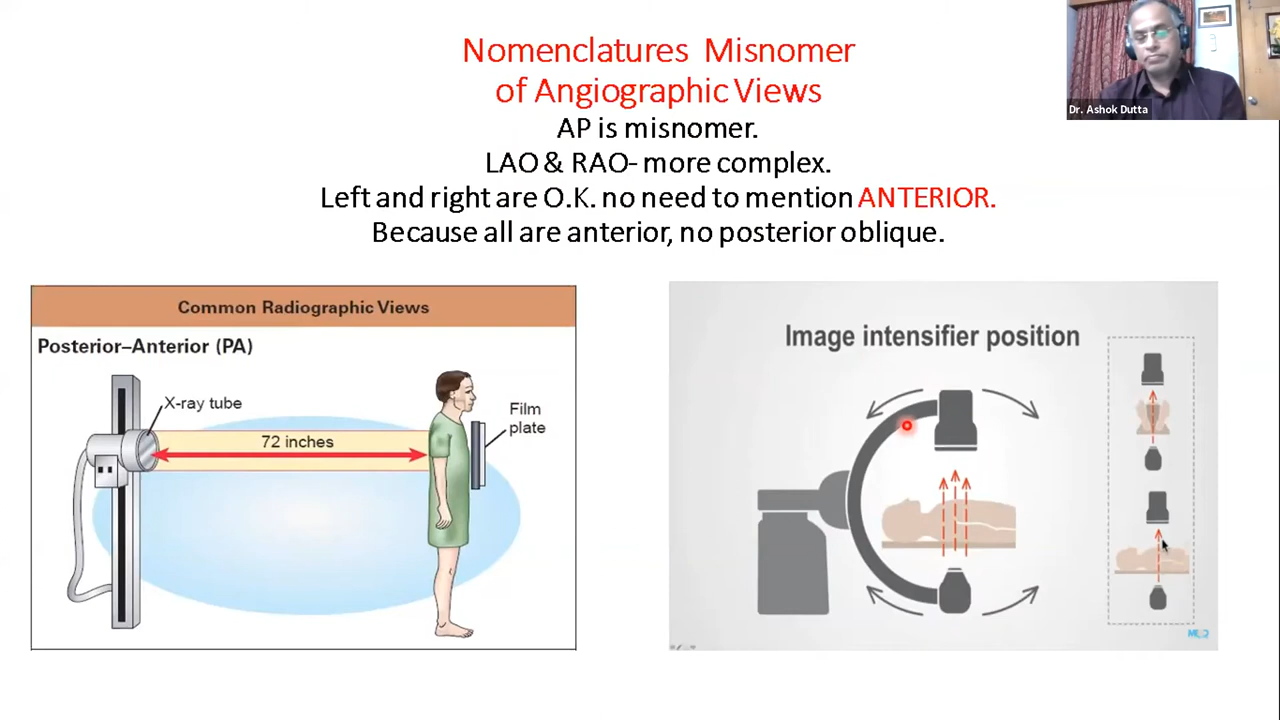 Nomenclatures Misnomer
of Angiographic Views
AP is misnomer.
LAO & RAO- more complex.
Left and right are O.K. no need to mention ANTERIOR.
Because all are anterior, no posterior oblique.
Dr. Ashok Dutta
Common Radiographic Views
Posterior–Anterior (PA)
X-ray tube
72 inches
Film
plate
Image intensifier position